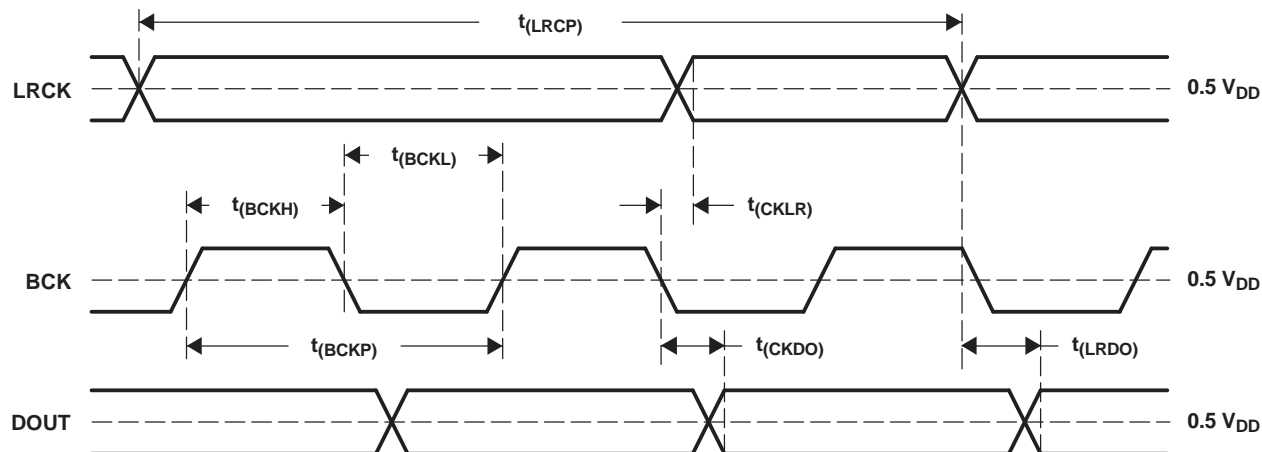 t(LRCP)
LRCK
0.5 VDD
t(BCKL)
t(BCKH)
t(CKLR)
BCK
0.5 VDD
t(BCKP)
t(CKDO)
t(LRDO)
DOUT
0.5 VDD